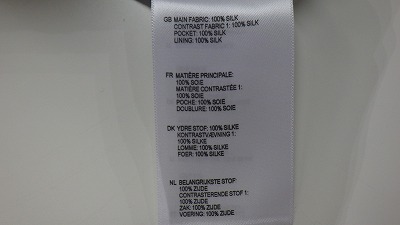 GB MAIN FABRIC: 100% SILK
CONTRAST FABRIC 1: 100% SILK
POCKET: 100% SILK
LINING: 100% SILK
FR MATIÈRE PRINCIPALE:
100% SOIE
MATIÈRE CONTRASTÉE 1:
100% SOIE
POCHE: 100% SOIE
DOUBLURE: 100% SOIE
DK YDRE STOF: 100% SILKE
KONTRASTVÆVNING 1:
100% SILKE
LOMME: 100% SILKE
FOER: 100% SILKE
NL BELANGRIJKSTE STOF:
100% ZIJDE
CONTRASTERENDE STOF 1:
100% ZIJDE
ZAK: 100% ZIJDE
VOERING: 100% ZIJDE